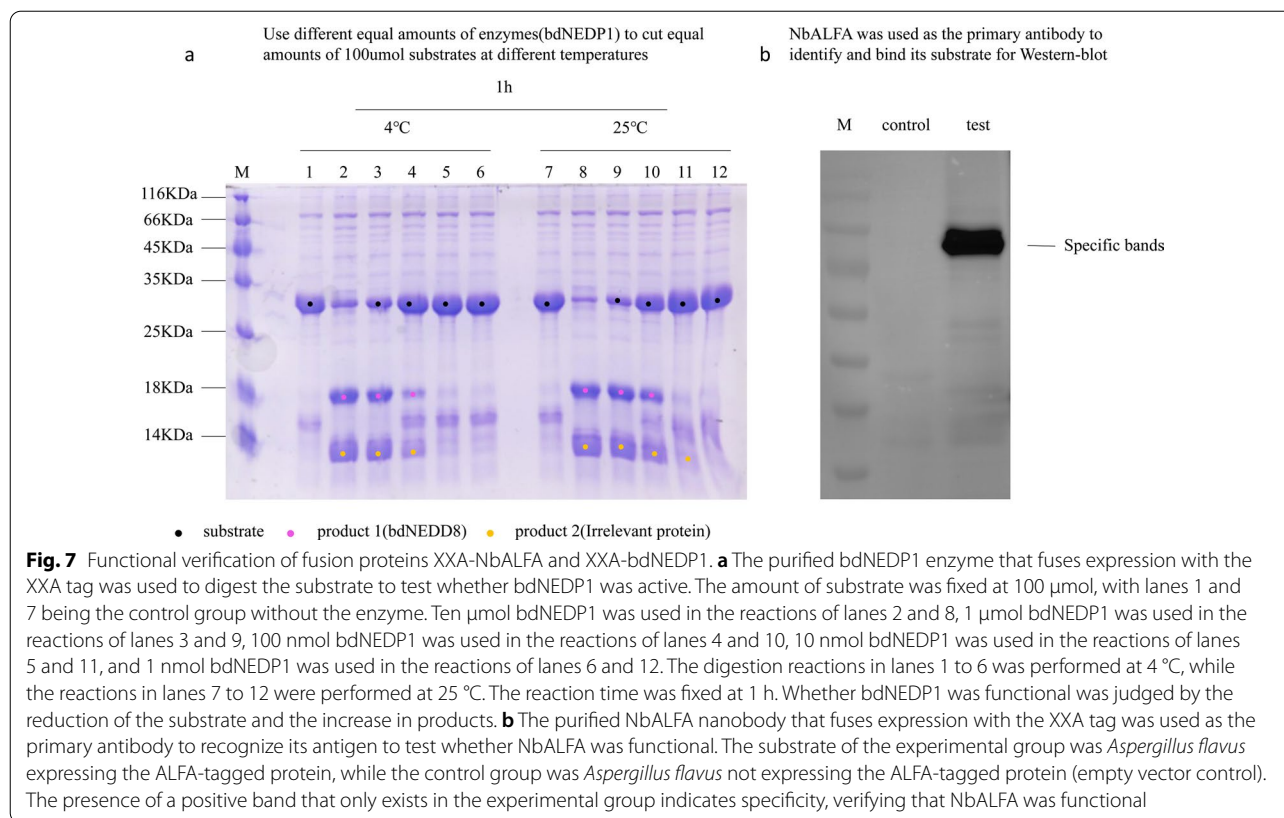 Use different equal amounts of enzymes(bdNEDP1) to cut equal
amounts of 100umol substrates at different temperatures
a
1h
4℃ 25℃
M 1 2 3 4 5 6 7 8 9 10 11 12
116KDa
66KDa
45KDa
35KDa
25KDa
18KDa
14KDa
• substrate • product 1(bdNEDD8) • product 2(Irrelevant protein)
NbALFA was used as the primary antibody to
b identify and bind its substrate for Western-blot
M control test
Specific bands
Fig. 7 Functional verification of fusion proteins XXA-NbALFA and XXA-bdNEDP1. a The purified bdNEDP1 enzyme that fuses expression with the
XXA tag was used to digest the substrate to test whether bdNEDP1 was active. The amount of substrate was fixed at 100 μmol, with lanes 1 and
7 being the control group without the enzyme. Ten μmol bdNEDP1 was used in the reactions of lanes 2 and 8, 1 μmol bdNEDP1 was used in the
reactions of lanes 3 and 9, 100 nmol bdNEDP1 was used in the reactions of lanes 4 and 10, 10 nmol bdNEDP1 was used in the reactions of lanes
5 and 11, and 1 nmol bdNEDP1 was used in the reactions of lanes 6 and 12. The digestion reactions in lanes 1 to 6 was performed at 4 °C, while
the reactions in lanes 7 to 12 were performed at 25 °C. The reaction time was fixed at 1 h. Whether bdNEDP1 was functional was judged by the
reduction of the substrate and the increase in products. b The purified NbALFA nanobody that fuses expression with the XXA tag was used as the
primary antibody to recognize its antigen to test whether NbALFA was functional. The substrate of the experimental group was Aspergillus flavus
expressing the ALFA-tagged protein, while the control group was Aspergillus flavus not expressing the ALFA-tagged protein (empty vector control).
The presence of a positive band that only exists in the experimental group indicates specificity, verifying that NbALFA was functional